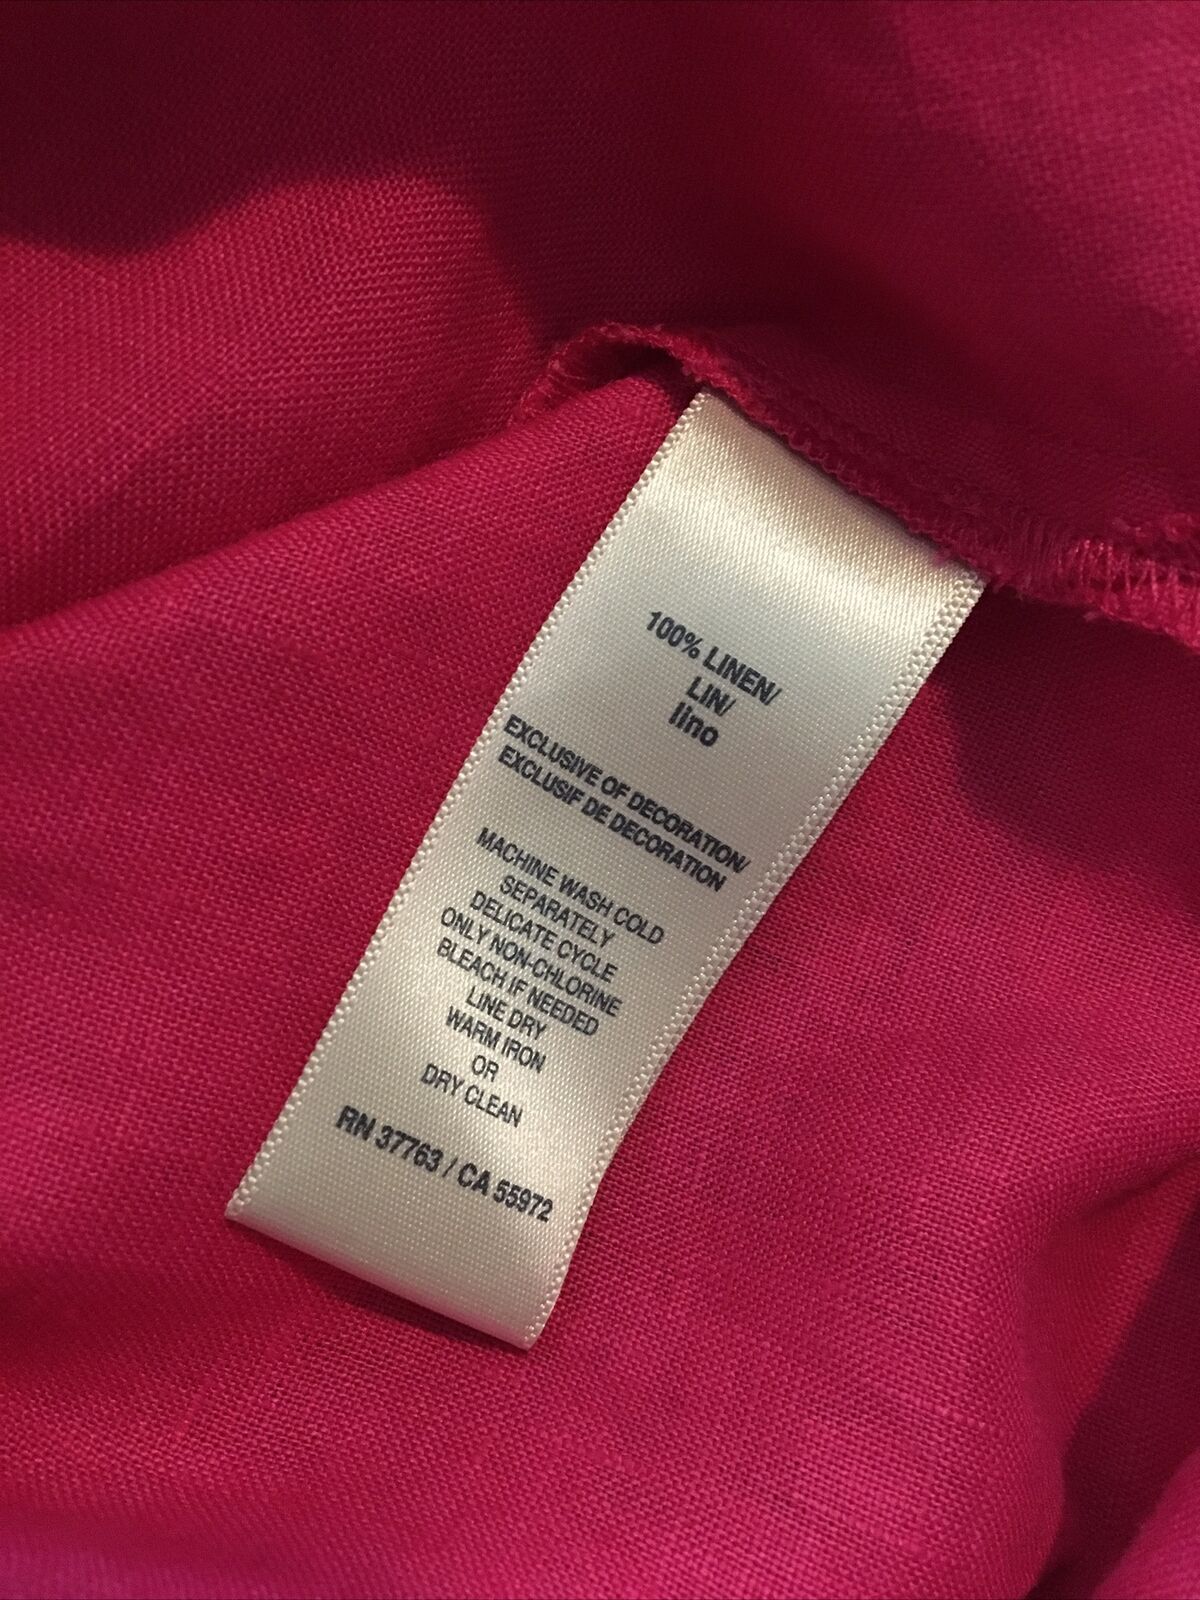 100% LINEN/
LIN/
lino
EXCLUSIVE OF DECORATION/
EXCLUSIF DE DECORATION
MACHINE WASH COLD
SEPARATELY
DELICATE CYCLE
ONLY NON-CHLORINE
BLEACH IF NEEDED
LINE DRY
WARM IRON
OR
DRY CLEAN
RN 37763 / CA 55972